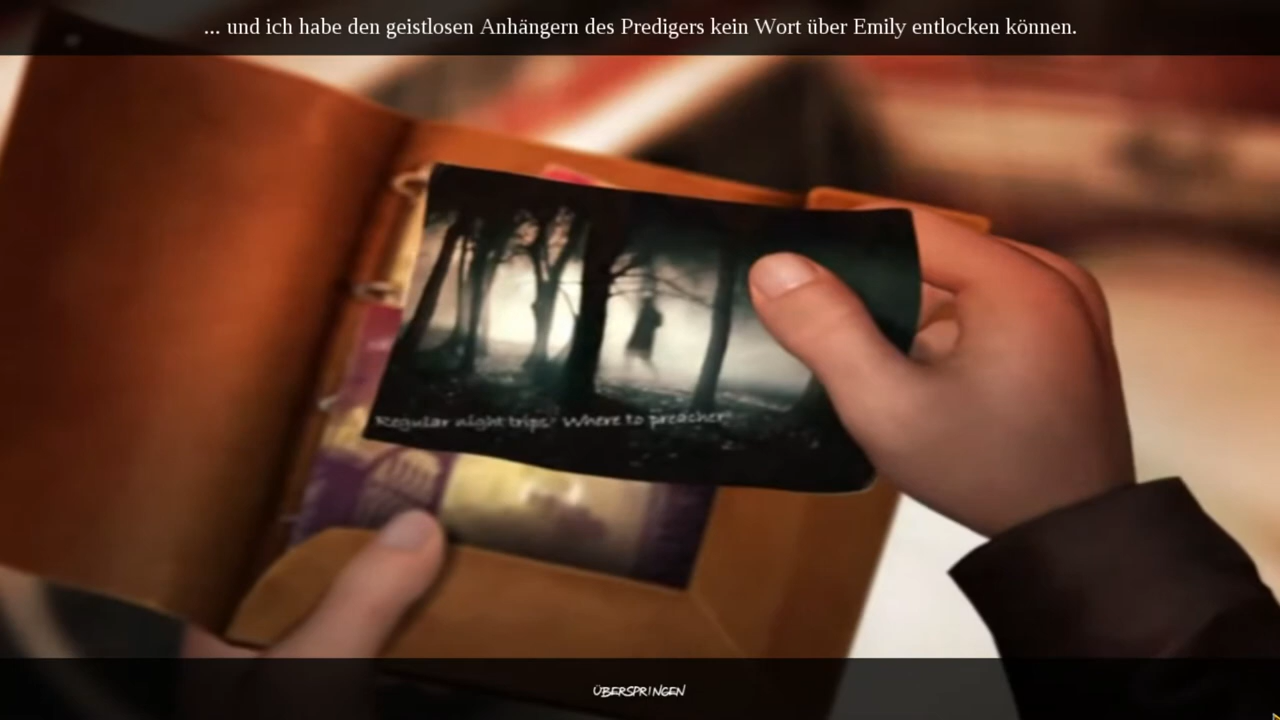 ... und ich habe den geistlosen Anhängern des Predigers kein Wort über Emily entlocken können.
Regular night trips? Where to preacher?
ÜBERSPRINGEN